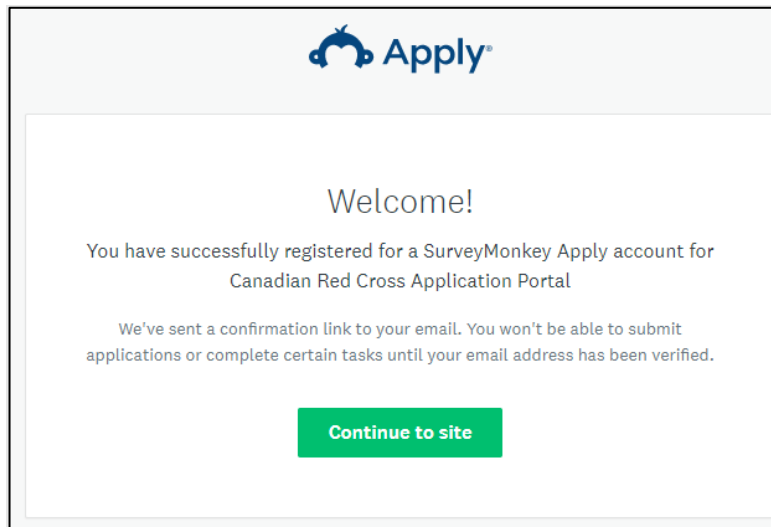 Apply®
Welcome!
You have successfully registered for a SurveyMonkey Apply account for
Canadian Red Cross Application Portal
We've sent a confirmation link to your email. You won't be able to submit
applications or complete certain tasks until your email address has been verified.
Continue to site